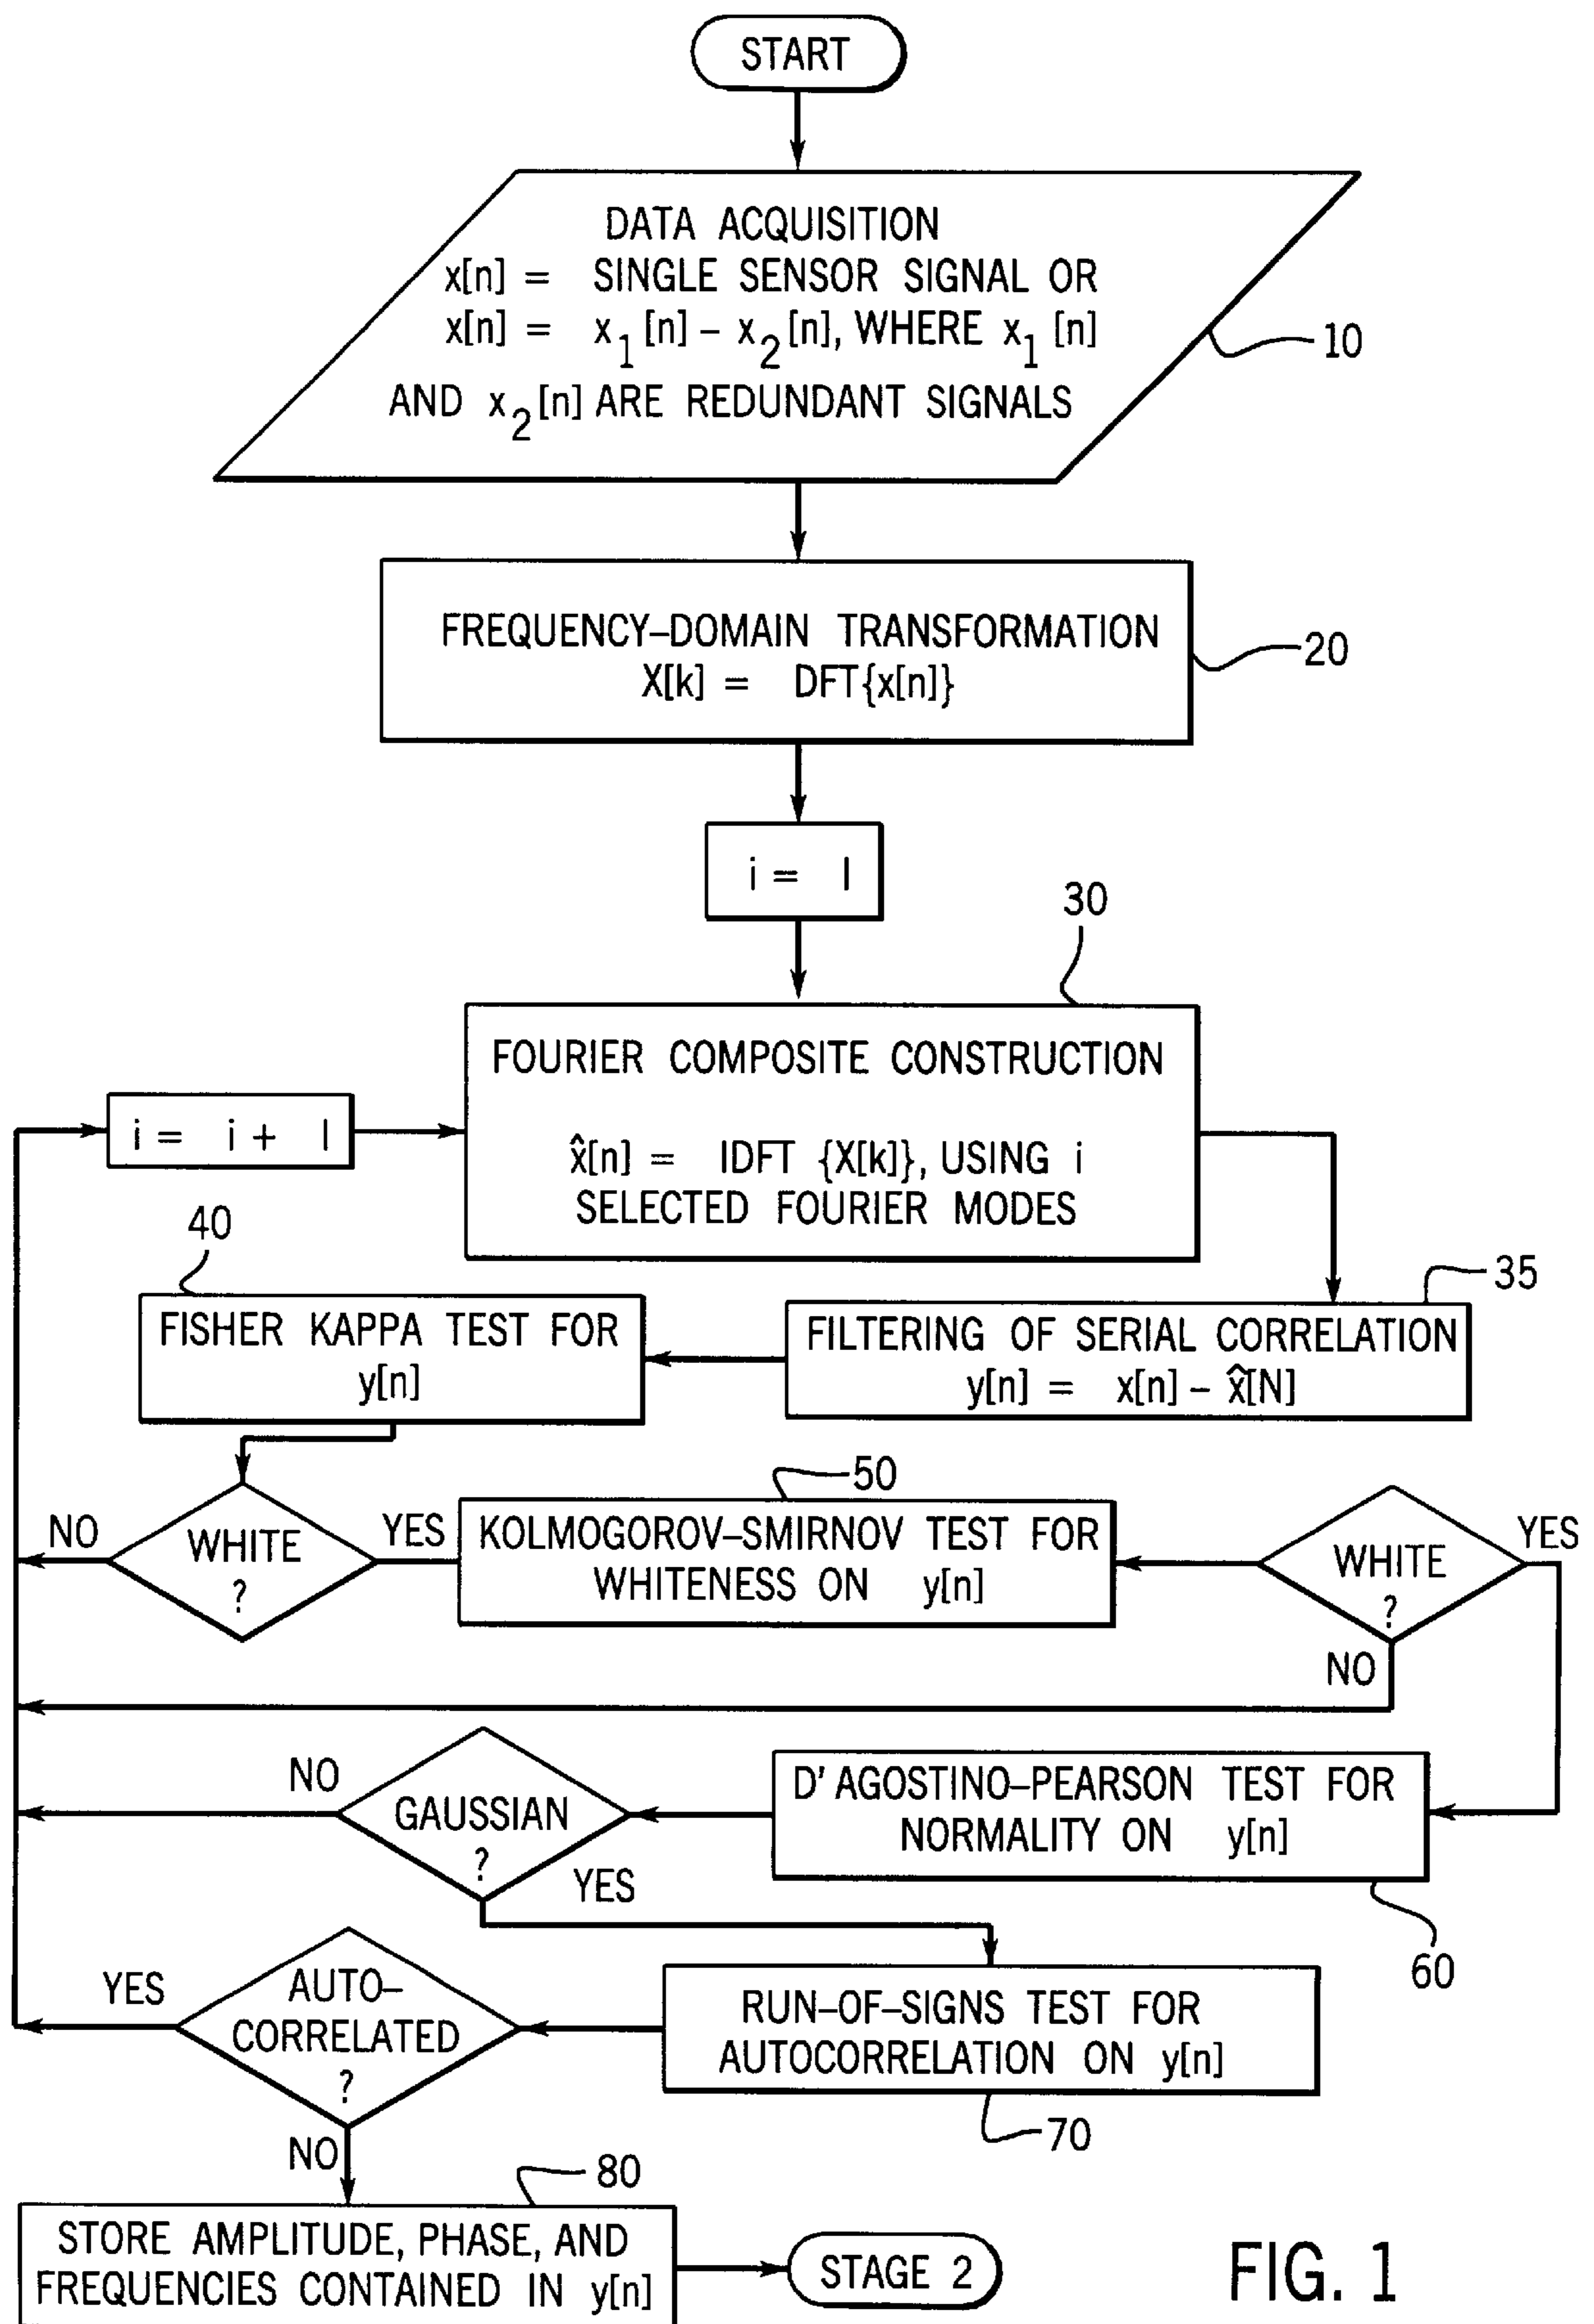 START
DATA ACQUISITION
x[n] = SINGLE SENSOR SIGNAL OR
x[n] = x1[n] – x2[n], WHERE x1[n]
AND x2[n] ARE REDUNDANT SIGNALS
10
FREQUENCY–DOMAIN TRANSFORMATION
X[k] = DFT{x[n]}
20
i = 1
30
FOURIER COMPOSITE CONSTRUCTION
x̂[n] = IDFT {X[k]}, USING i
SELECTED FOURIER MODES
i = i + 1
40
35
FISHER KAPPA TEST FOR
y[n]
FILTERING OF SERIAL CORRELATION
y[n] = x[n] – x̂[N]
50
NO
WHITE
?
YES
KOLMOGOROV–SMIRNOV TEST FOR
WHITENESS ON y[n]
WHITE
?
YES
NO
NO
GAUSSIAN
?
YES
D'AGOSTINO–PEARSON TEST FOR
NORMALITY ON y[n]
60
YES
AUTO–
CORRELATED
?
NO
RUN–OF–SIGNS TEST FOR
AUTOCORRELATION ON y[n]
70
80
STORE AMPLITUDE, PHASE, AND
FREQUENCIES CONTAINED IN y[n]
STAGE 2
FIG. 1